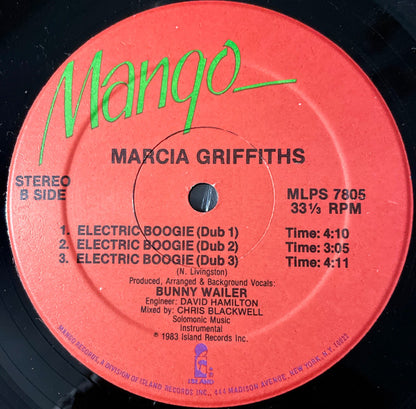 Mango
MARCIA GRIFFITHS
STEREO
B SIDE
MLPS 7805
33⅓ RPM
1. ELECTRIC BOOGIE (Dub 1) Time: 4:10
2. ELECTRIC BOOGIE (Dub 2) Time: 3:05
3. ELECTRIC BOOGIE (Dub 3) Time: 4:11
(N. Livingston)
Produced, Arranged & Background Vocals:
BUNNY WAILER
Engineer: DAVID HAMILTON
Mixed by: CHRIS BLACKWELL
Solomonic Music
Instrumental
℗ 1983 Island Records Inc.
ISLAND ®
MANGO RECORDS, A DIVISION OF ISLAND RECORDS INC., 444 MADISON AVENUE, NEW YORK, N.Y. 10022